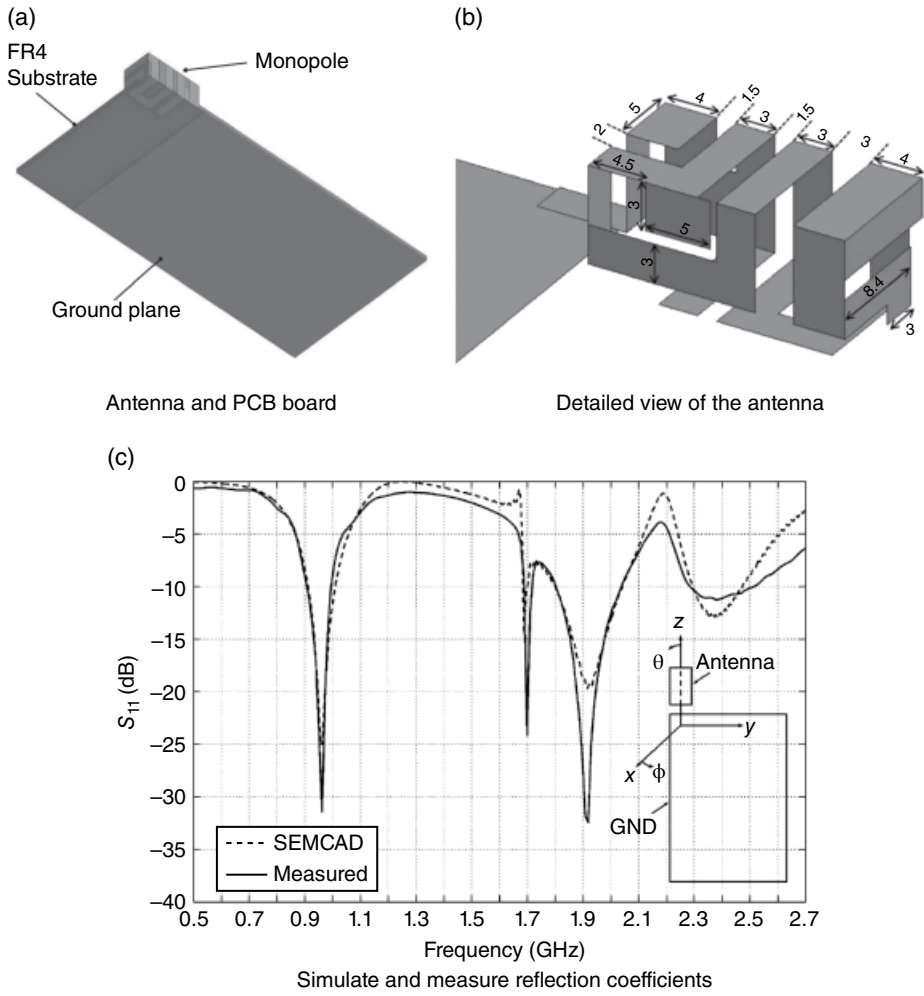 (a)
FR4
Substrate
Monopole
Ground plane
Antenna and PCB board
(b)
5
4
1.5
3
1.5
3
3
4
2
4.5
3
5
3
8.4
3
Detailed view of the antenna
(c)
S11 (dB)
0
−5
−10
−15
−20
−25
−30
−35
−40
z
θ
Antenna
y
x
ϕ
GND
SEMCAD
Measured
0.5 0.7 0.9 1.1 1.3 1.5 1.7 1.9 2.1 2.3 2.5 2.7
Frequency (GHz)
Simulate and measure reflection coefficients